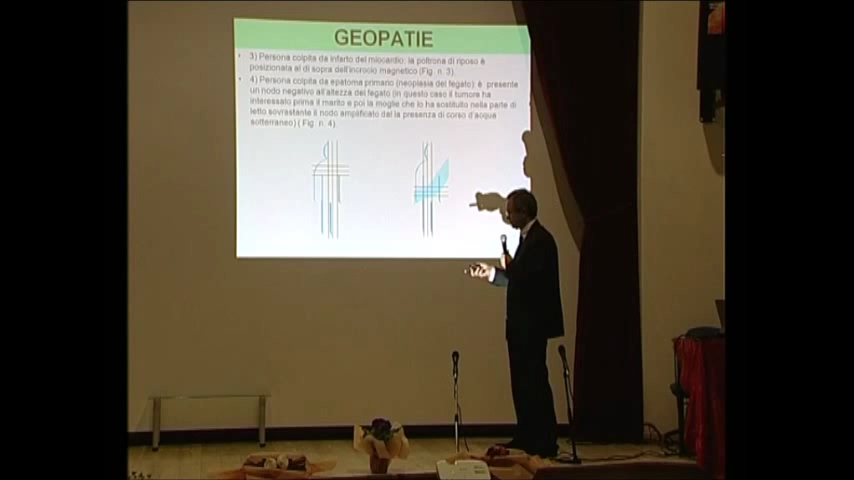 GEOPATIE
• 3) Persona colpita da infarto del miocardio: la poltrona di riposo è
posizionata al di sopra dell'incrocio magnetico (Fig. n. 3).
• 4) Persona colpita da epatoma primario (neoplasia del fegato): è presente
un nodo negativo all'altezza del fegato (in questo caso il tumore ha
interessato prima il marito e poi la moglie che lo ha sostituito nella parte di
letto sovrastante il nodo amplificato dal la presenza di corso d'acqua
sotterraneo) ( Fig. n. 4).